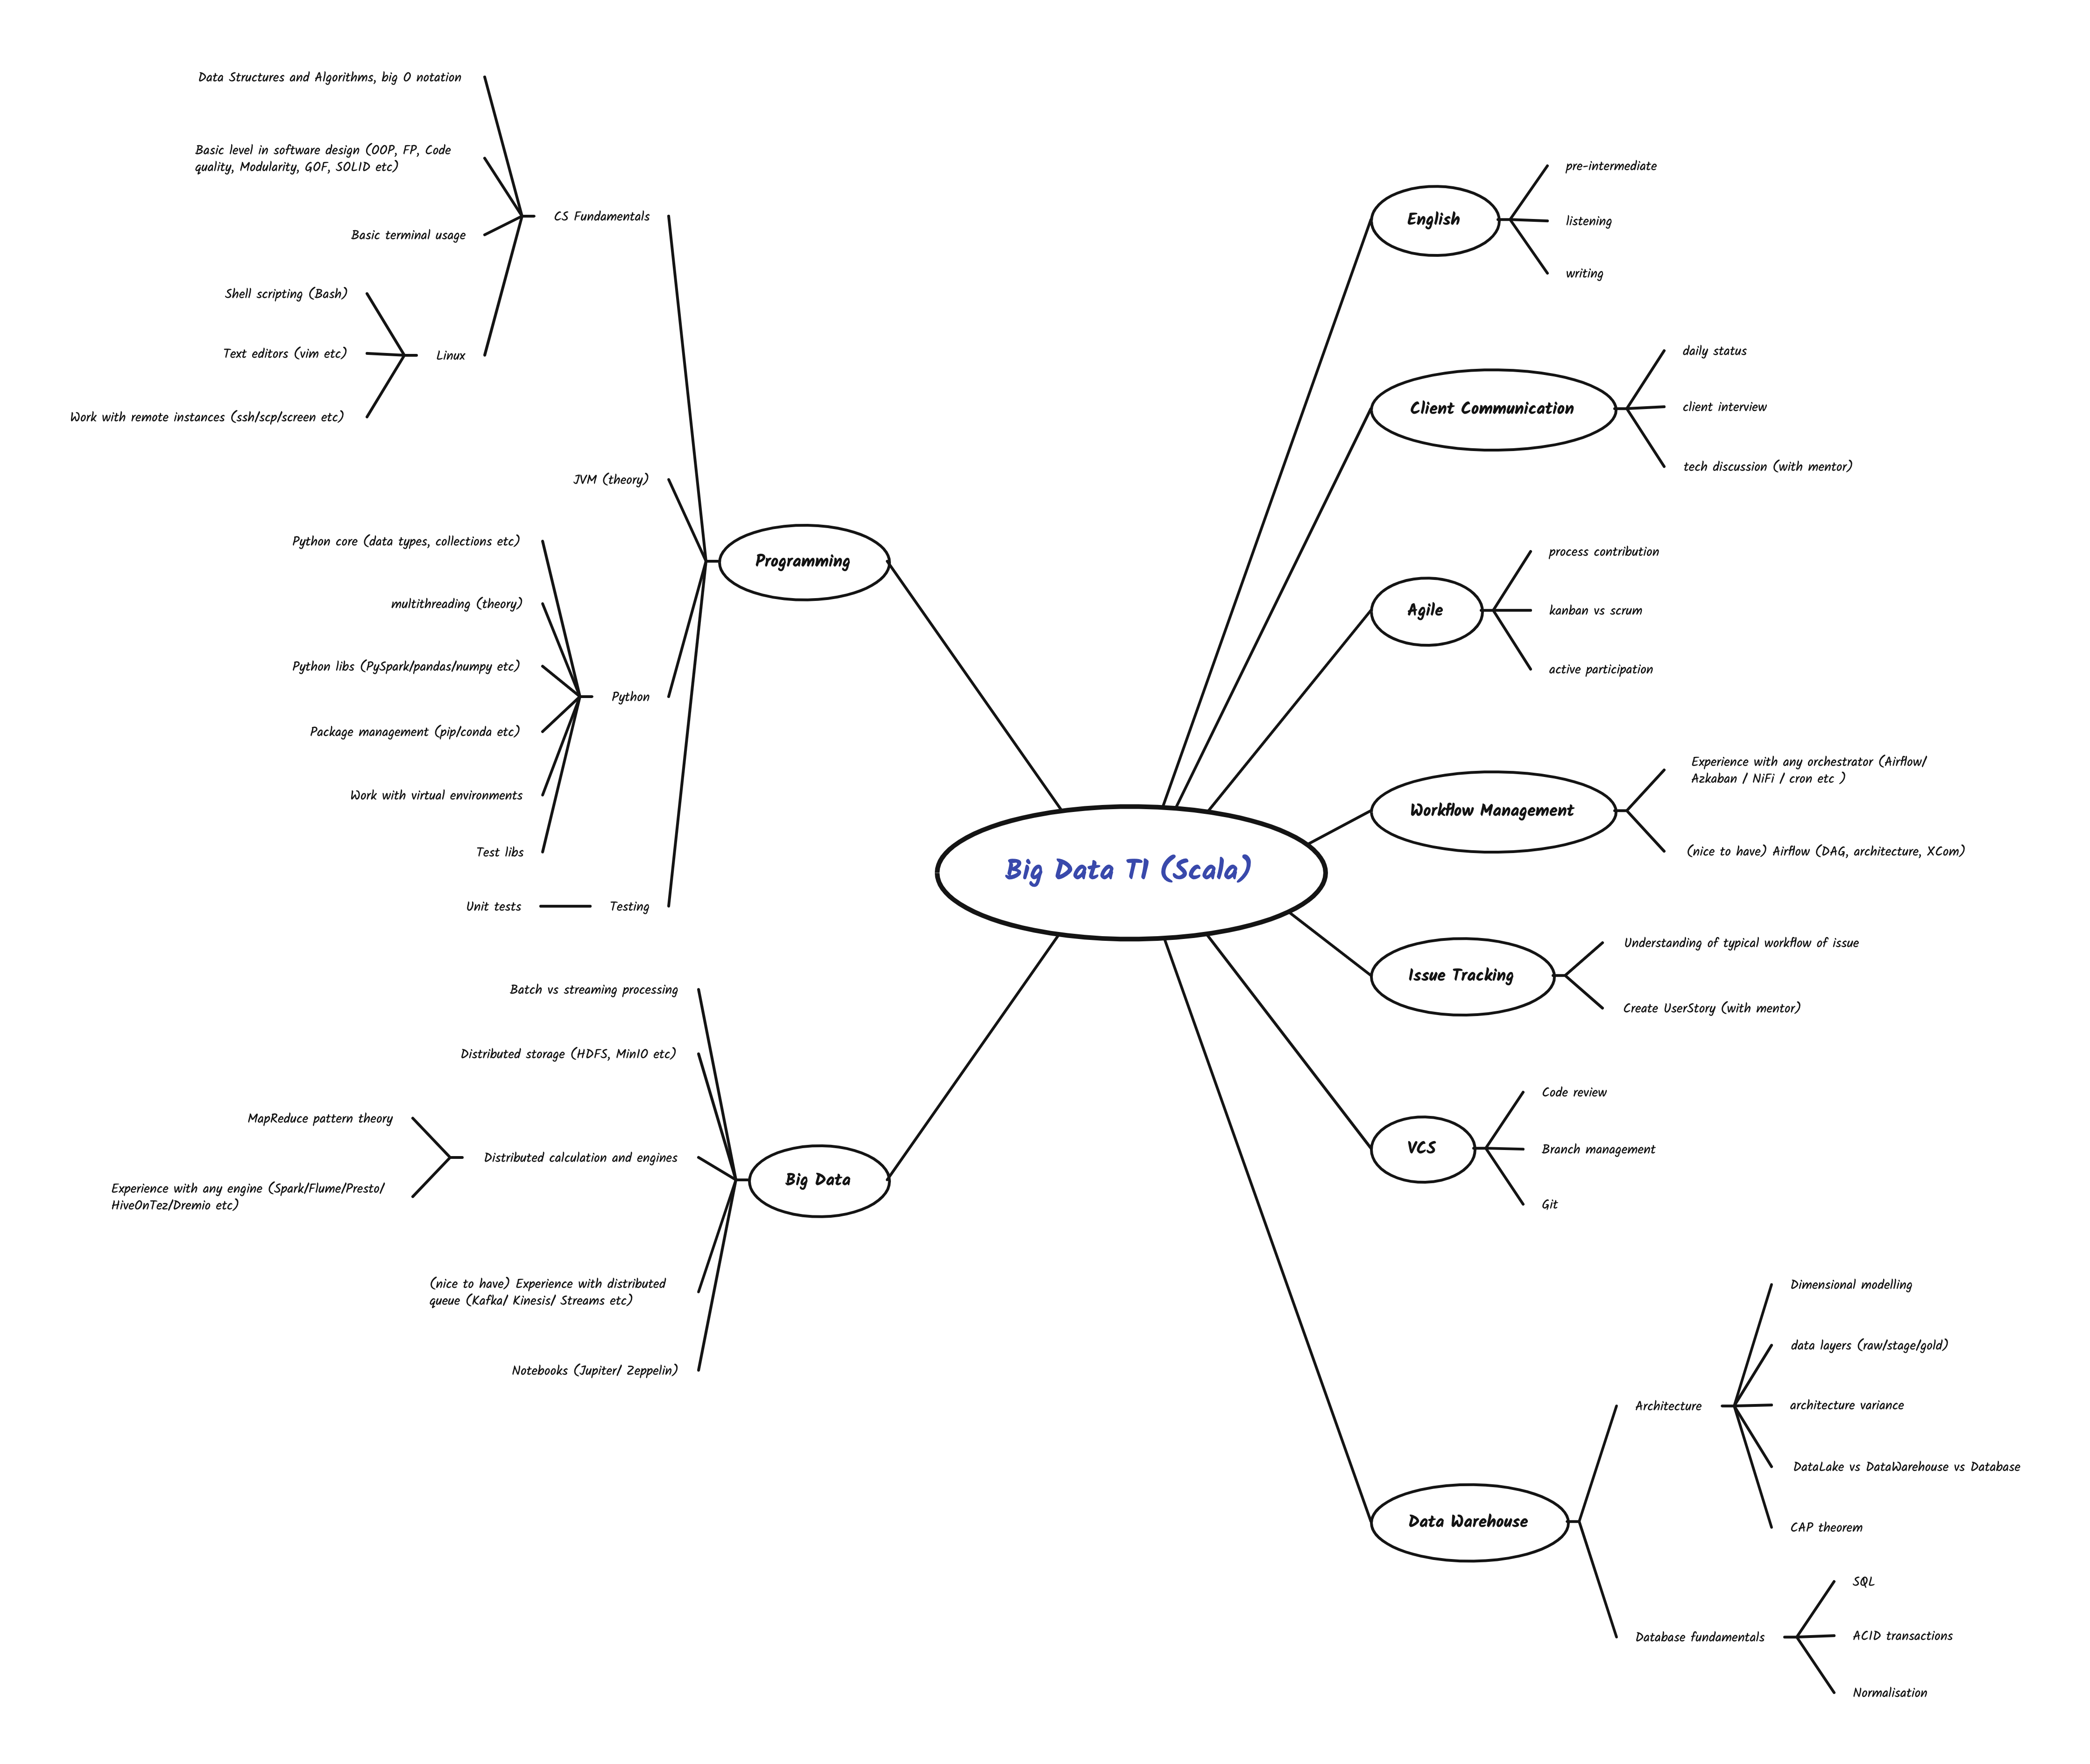 Data Structures and Algorithms, big O notation
Basic level in software design (OOP, FP, Code
quality, Modularity, GOF, SOLID etc)
Basic terminal usage
CS Fundamentals
Shell scripting (Bash)
Text editors (vim etc)
Linux
Work with remote instances (ssh/scp/screen etc)
JVM (theory)
Programming
Python core (data types, collections etc)
multithreading (theory)
Python libs (PySpark/pandas/numpy etc)
Python
Package management (pip/conda etc)
Work with virtual environments
Test libs
Unit tests
Testing
Big Data T1 (Scala)
Batch vs streaming processing
Distributed storage (HDFS, MinIO etc)
MapReduce pattern theory
Distributed calculation and engines
Big Data
Experience with any engine (Spark/Flume/Presto/
HiveOnTez/Dremio etc)
(nice to have) Experience with distributed
queue (Kafka/ Kinesis/ Streams etc)
Notebooks (Jupiter/ Zeppelin)
English
pre-intermediate
listening
writing
Client Communication
daily status
client interview
tech discussion (with mentor)
Agile
process contribution
kanban vs scrum
active participation
Workflow Management
Experience with any orchestrator (Airflow/
Azkaban / NiFi / cron etc )
(nice to have) Airflow (DAG, architecture, XCom)
Issue Tracking
Understanding of typical workflow of issue
Create UserStory (with mentor)
VCS
Code review
Branch management
Git
Data Warehouse
Architecture
Dimensional modelling
data layers (raw/stage/gold)
architecture variance
DataLake vs DataWarehouse vs Database
CAP theorem
Database fundamentals
SQL
ACID transactions
Normalisation